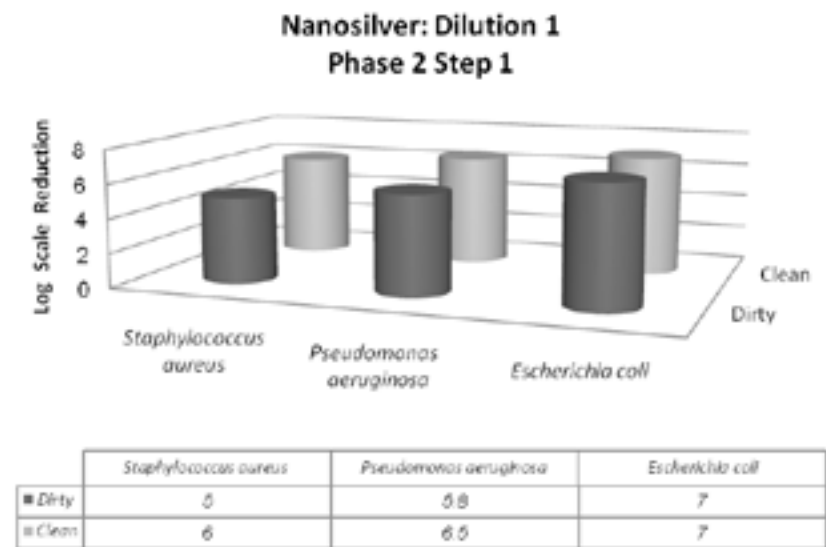 Nanosilver: Dilution 1
Phase 2 Step 1
Log Scale Reduction
8
6
4
2
0
Clean
Dirty
Staphylococcus
aureus
Pseudomonas
aeruginosa
Escherichia coli
Staphylococcus aureus Pseudomonas aeruginosa Escherichia coli
Dirty 5 5.8 7
Clean 6 6.5 7